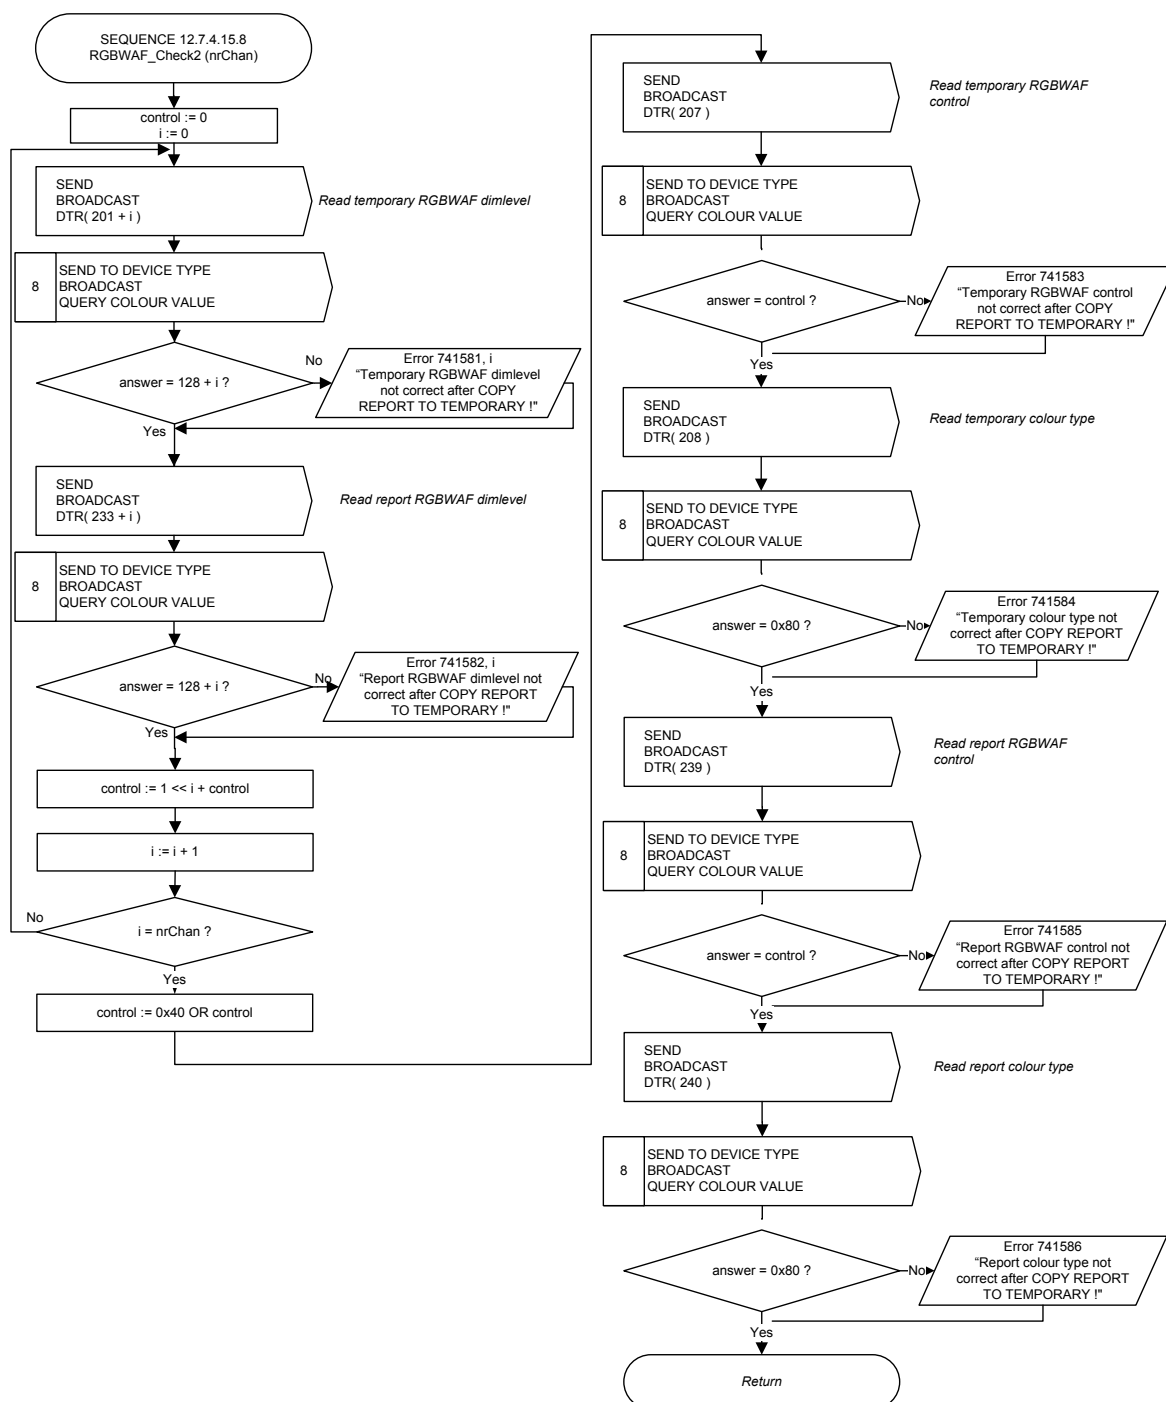 SEQUENCE 12.7.4.15.8
RGBWAF_Check2 (nrChan)
control := 0
i := 0
SEND
BROADCAST
DTR( 201 + i )
Read temporary RGBWAF dimlevel
8
SEND TO DEVICE TYPE
BROADCAST
QUERY COLOUR VALUE
answer = 128 + i ?
No
Error 741581, i
“Temporary RGBWAF dimlevel
not correct after COPY
REPORT TO TEMPORARY !"
Yes
SEND
BROADCAST
DTR( 233 + i )
Read report RGBWAF dimlevel
8
SEND TO DEVICE TYPE
BROADCAST
QUERY COLOUR VALUE
answer = 128 + i ?
No
Error 741582, i
“Report RGBWAF dimlevel not
correct after COPY REPORT
TO TEMPORARY !"
Yes
control := 1 << i + control
i := i + 1
No
i = nrChan ?
Yes
control := 0x40 OR control
SEND
BROADCAST
DTR( 207 )
Read temporary RGBWAF
control
8
SEND TO DEVICE TYPE
BROADCAST
QUERY COLOUR VALUE
answer = control ?
No
Error 741583
“Temporary RGBWAF control
not correct after COPY
REPORT TO TEMPORARY !"
Yes
SEND
BROADCAST
DTR( 208 )
Read temporary colour type
8
SEND TO DEVICE TYPE
BROADCAST
QUERY COLOUR VALUE
answer = 0x80 ?
No
Error 741584
“Temporary colour type not
correct after COPY REPORT
TO TEMPORARY !"
Yes
SEND
BROADCAST
DTR( 239 )
Read report RGBWAF
control
8
SEND TO DEVICE TYPE
BROADCAST
QUERY COLOUR VALUE
answer = control ?
No
Error 741585
“Report RGBWAF control not
correct after COPY REPORT
TO TEMPORARY !"
Yes
SEND
BROADCAST
DTR( 240 )
Read report colour type
8
SEND TO DEVICE TYPE
BROADCAST
QUERY COLOUR VALUE
answer = 0x80 ?
No
Error 741586
“Report colour type not
correct after COPY REPORT
TO TEMPORARY !"
Yes
Return